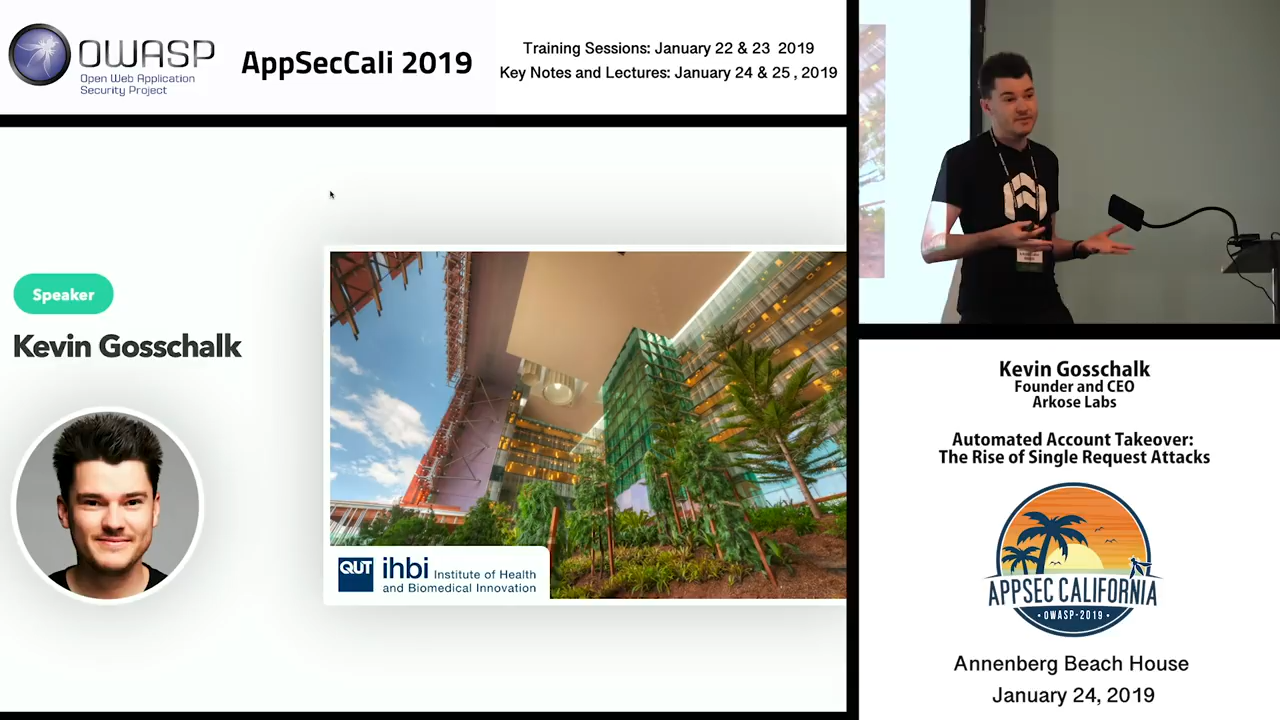 OWASP
Open Web Application
Security Project
AppSecCali 2019
Training Sessions: January 22 & 23 2019
Key Notes and Lectures: January 24 & 25, 2019
Speaker
Kevin Gosschalk
QUT
ihbi Institute of Health
and Biomedical Innovation
Kevin Gosschalk
Founder and CEO
Arkose Labs
Automated Account Takeover:
The Rise of Single Request Attacks
APPSEC CALIFORNIA
• OWASP-2019 •
Annenberg Beach House
January 24, 2019